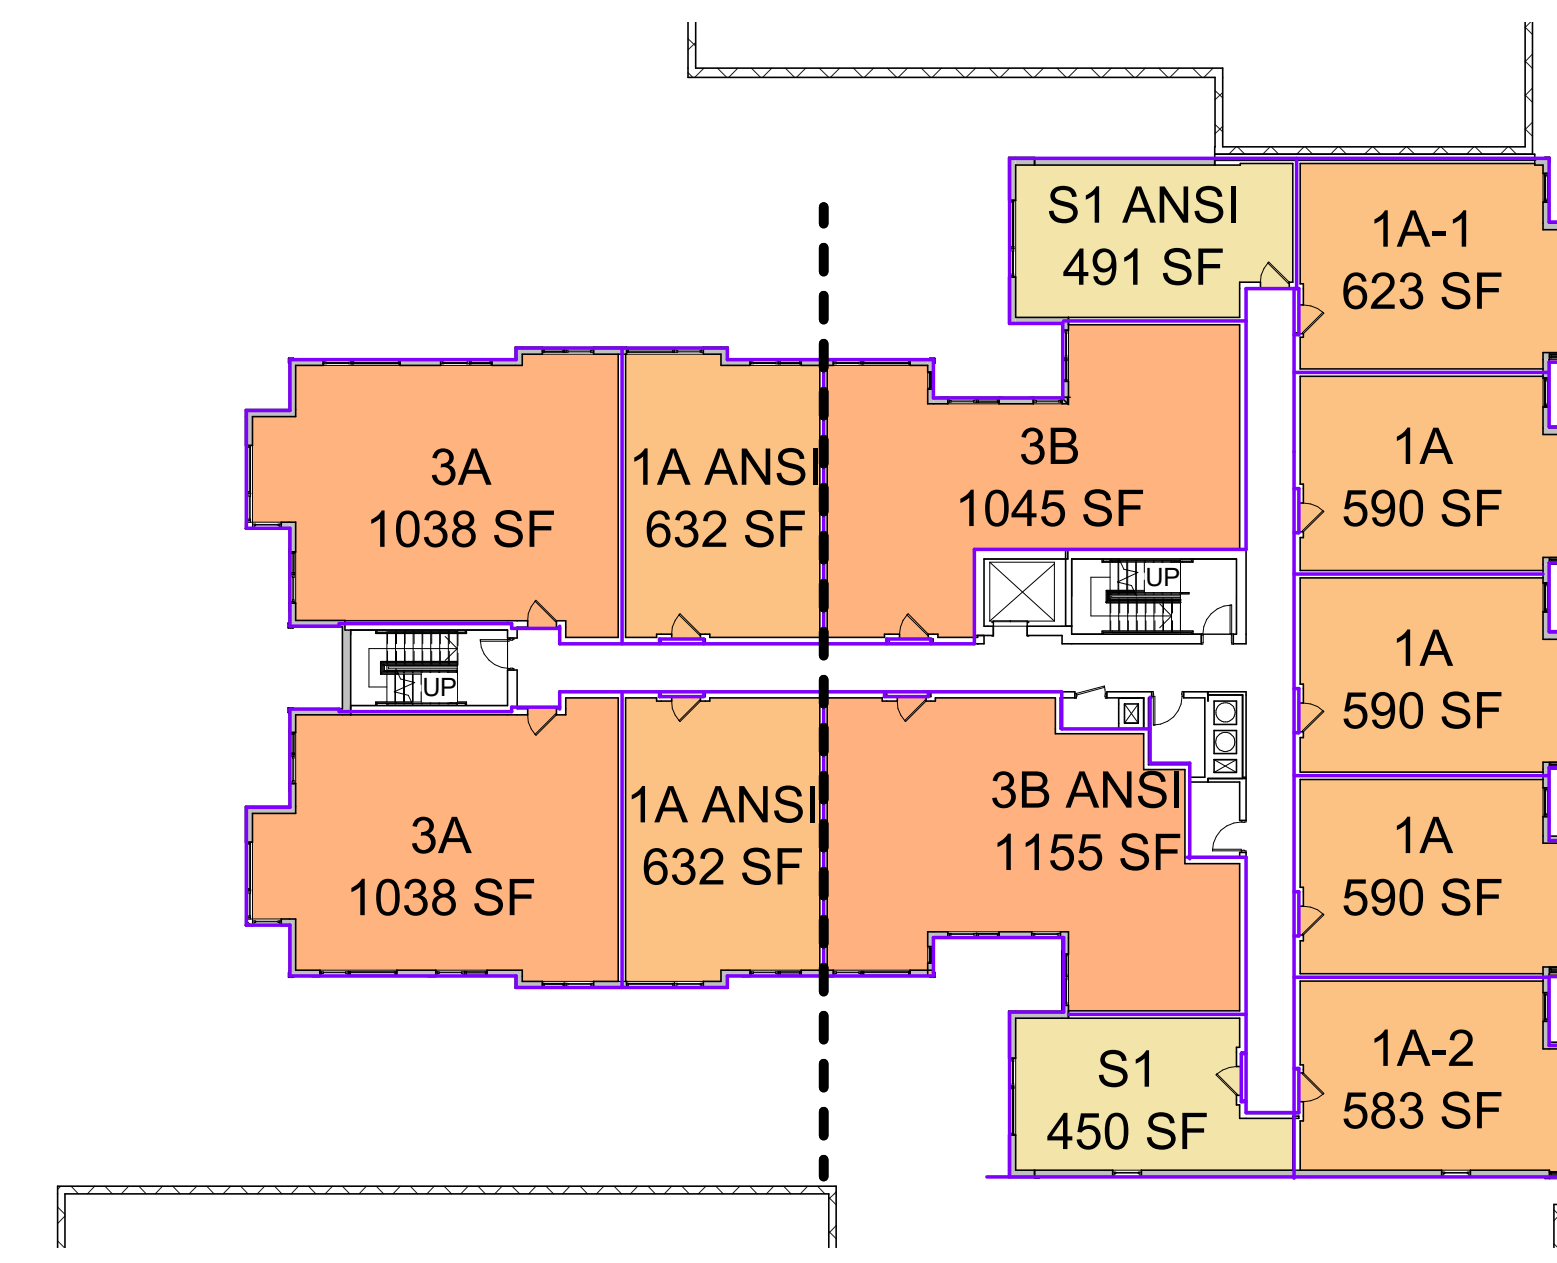 S1 ANSI
491 SF
1A-1
623 SF
3A
1038 SF
1A ANSI
632 SF
3B
1045 SF
1A
590 SF
UP
UP
1A
590 SF
3A
1038 SF
1A ANSI
632 SF
3B ANSI
1155 SF
1A
590 SF
S1
450 SF
1A-2
583 SF